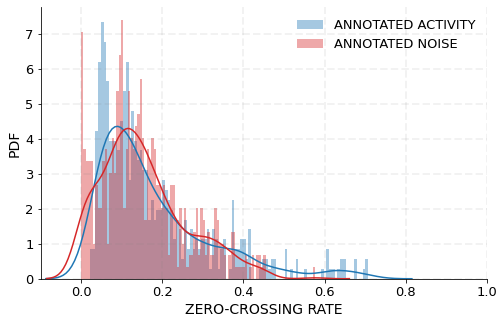 ANNOTATED ACTIVITY
ANNOTATED NOISE
7
6
5
4
3
2
1
0
PDF
0.0 0.2 0.4 0.6 0.8 1.0
ZERO-CROSSING RATE